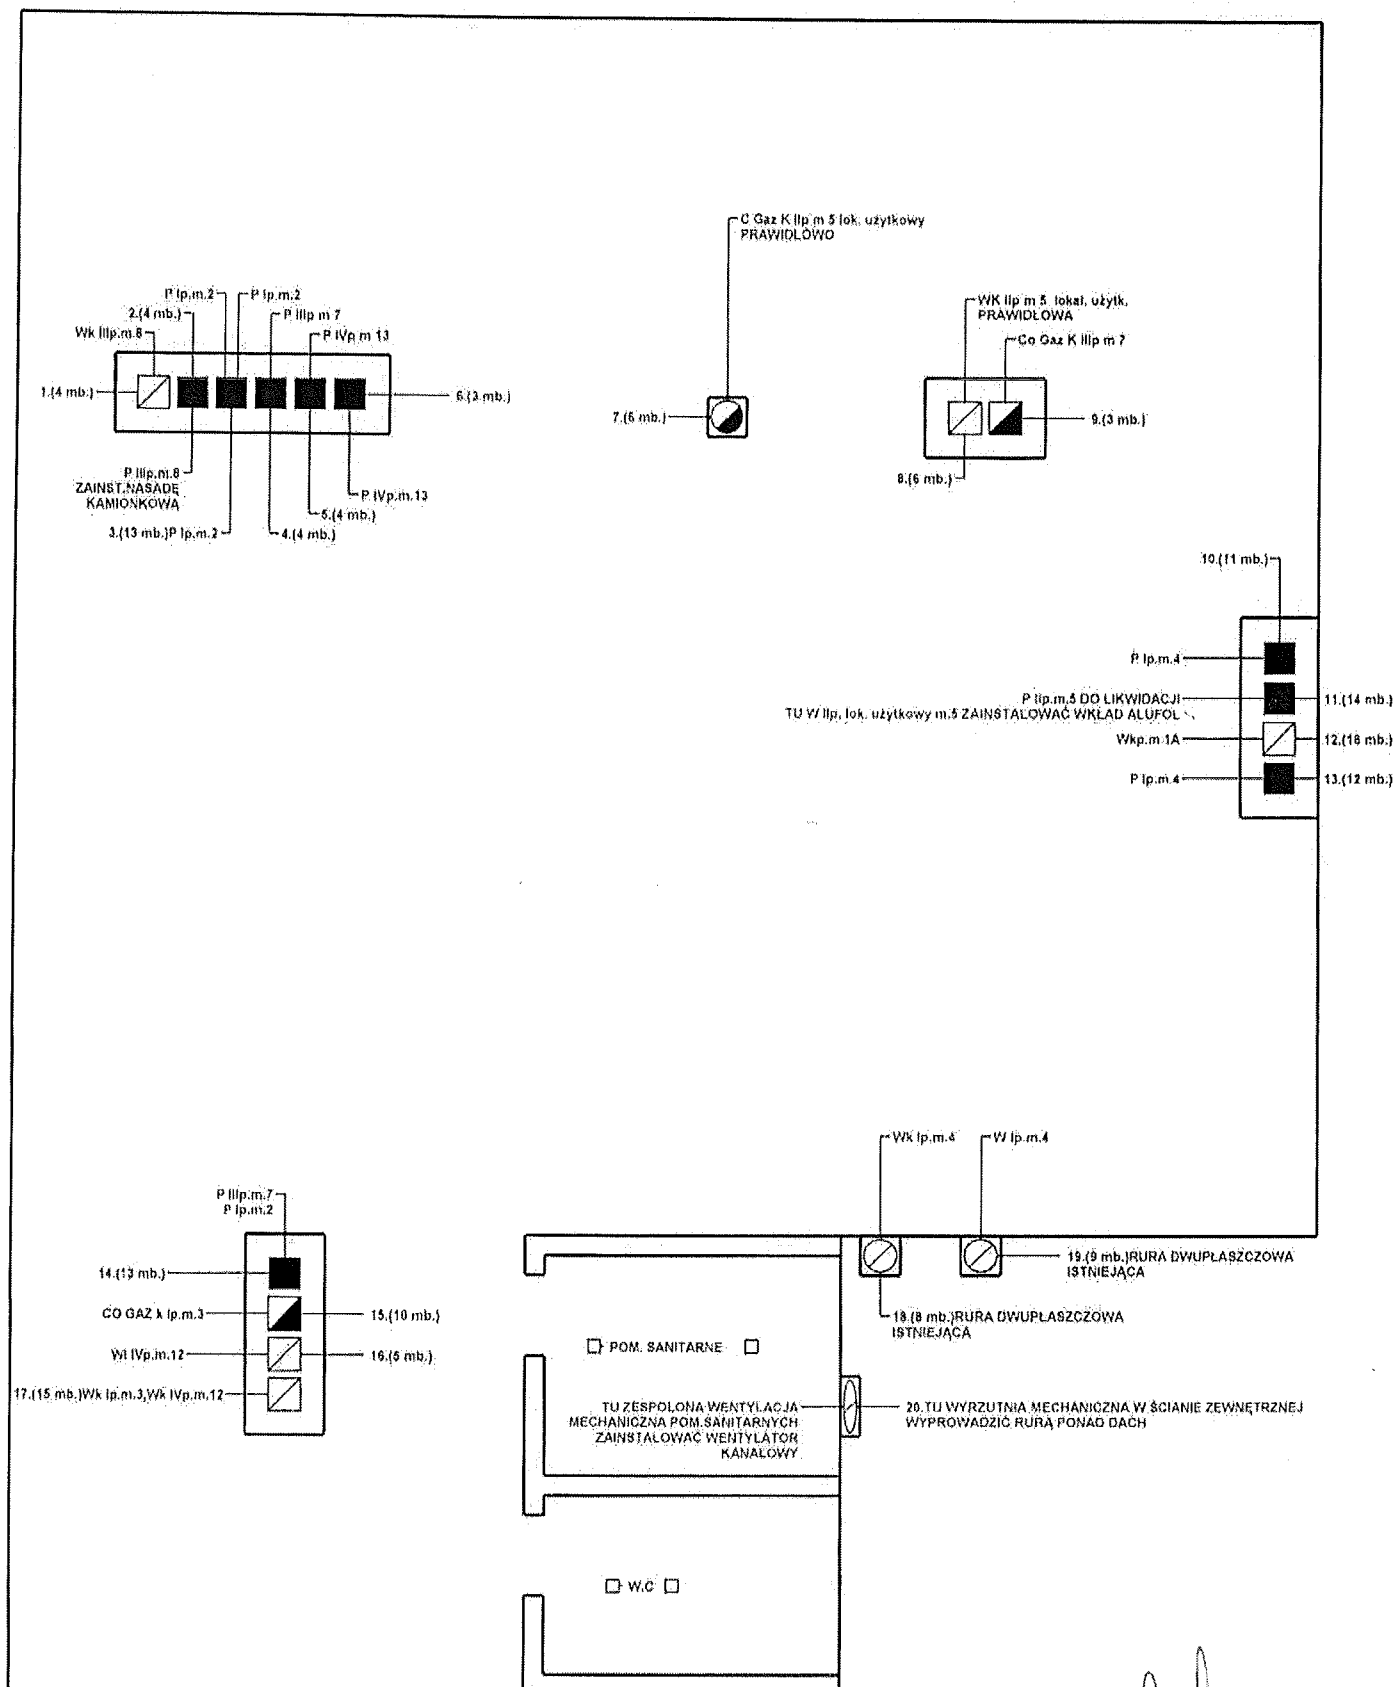 C Gaz K IIp m 5 lok. użytkowy
PRAWIDŁOWO
P Ip.m.2
P Ip.m.2
2.(4 mb.)
P IIIp m 7
Wk IIIp.m.8
P IVp m 13
1.(4 mb.)
6.(3 mb.)
P IIIp.m.8
ZAINST.NASADĘ
KAMIONKOWĄ
P IVp.m.13
5.(4 mb.)
3.(13 mb.)P Ip.m.2
4.(4 mb.)
7.(6 mb.)
WK IIp m 5 lokal, użytk.
PRAWIDŁOWA
Co Gaz K IIIp m 7
9.(3 mb.)
8.(6 mb.)
10.(11 mb.)
P Ip.m.4
P IIp.m.5 DO LIKWIDACJI
11.(14 mb.)
TU W IIp, lok. użytkowy m.5 ZAINSTALOWAĆ WKŁAD ALUFOL
Wkp.m 1A
12.(18 mb.)
P Ip.m.4
13.(12 mb.)
Wk Ip.m.4
W Ip.m.4
P IIIp.m.7
P Ip.m.2
14.(13 mb.)
CO GAZ k Ip.m.3
15.(10 mb.)
Wł IVp.m.12
16.(5 mb.)
17.(15 mb.)Wk Ip.m.3,Wk IVp.m.12
19.(9 mb.)RURA DWUPŁASZCZOWA
ISTNIEJĄCA
18.(8 mb.)RURA DWUPŁASZCZOWA
ISTNIEJĄCA
POM. SANITARNE
TU ZESPOLONA WENTYLACJA
MECHANICZNA POM.SANITARNYCH
ZAINSTALOWAĆ WENTYLATOR
KANAŁOWY
20.TU WYRZUTNIA MECHANICZNA W ŚCIANIE ZEWNĘTRZNEJ
WYPROWADZIĆ RURĄ PONAD DACH
W.C